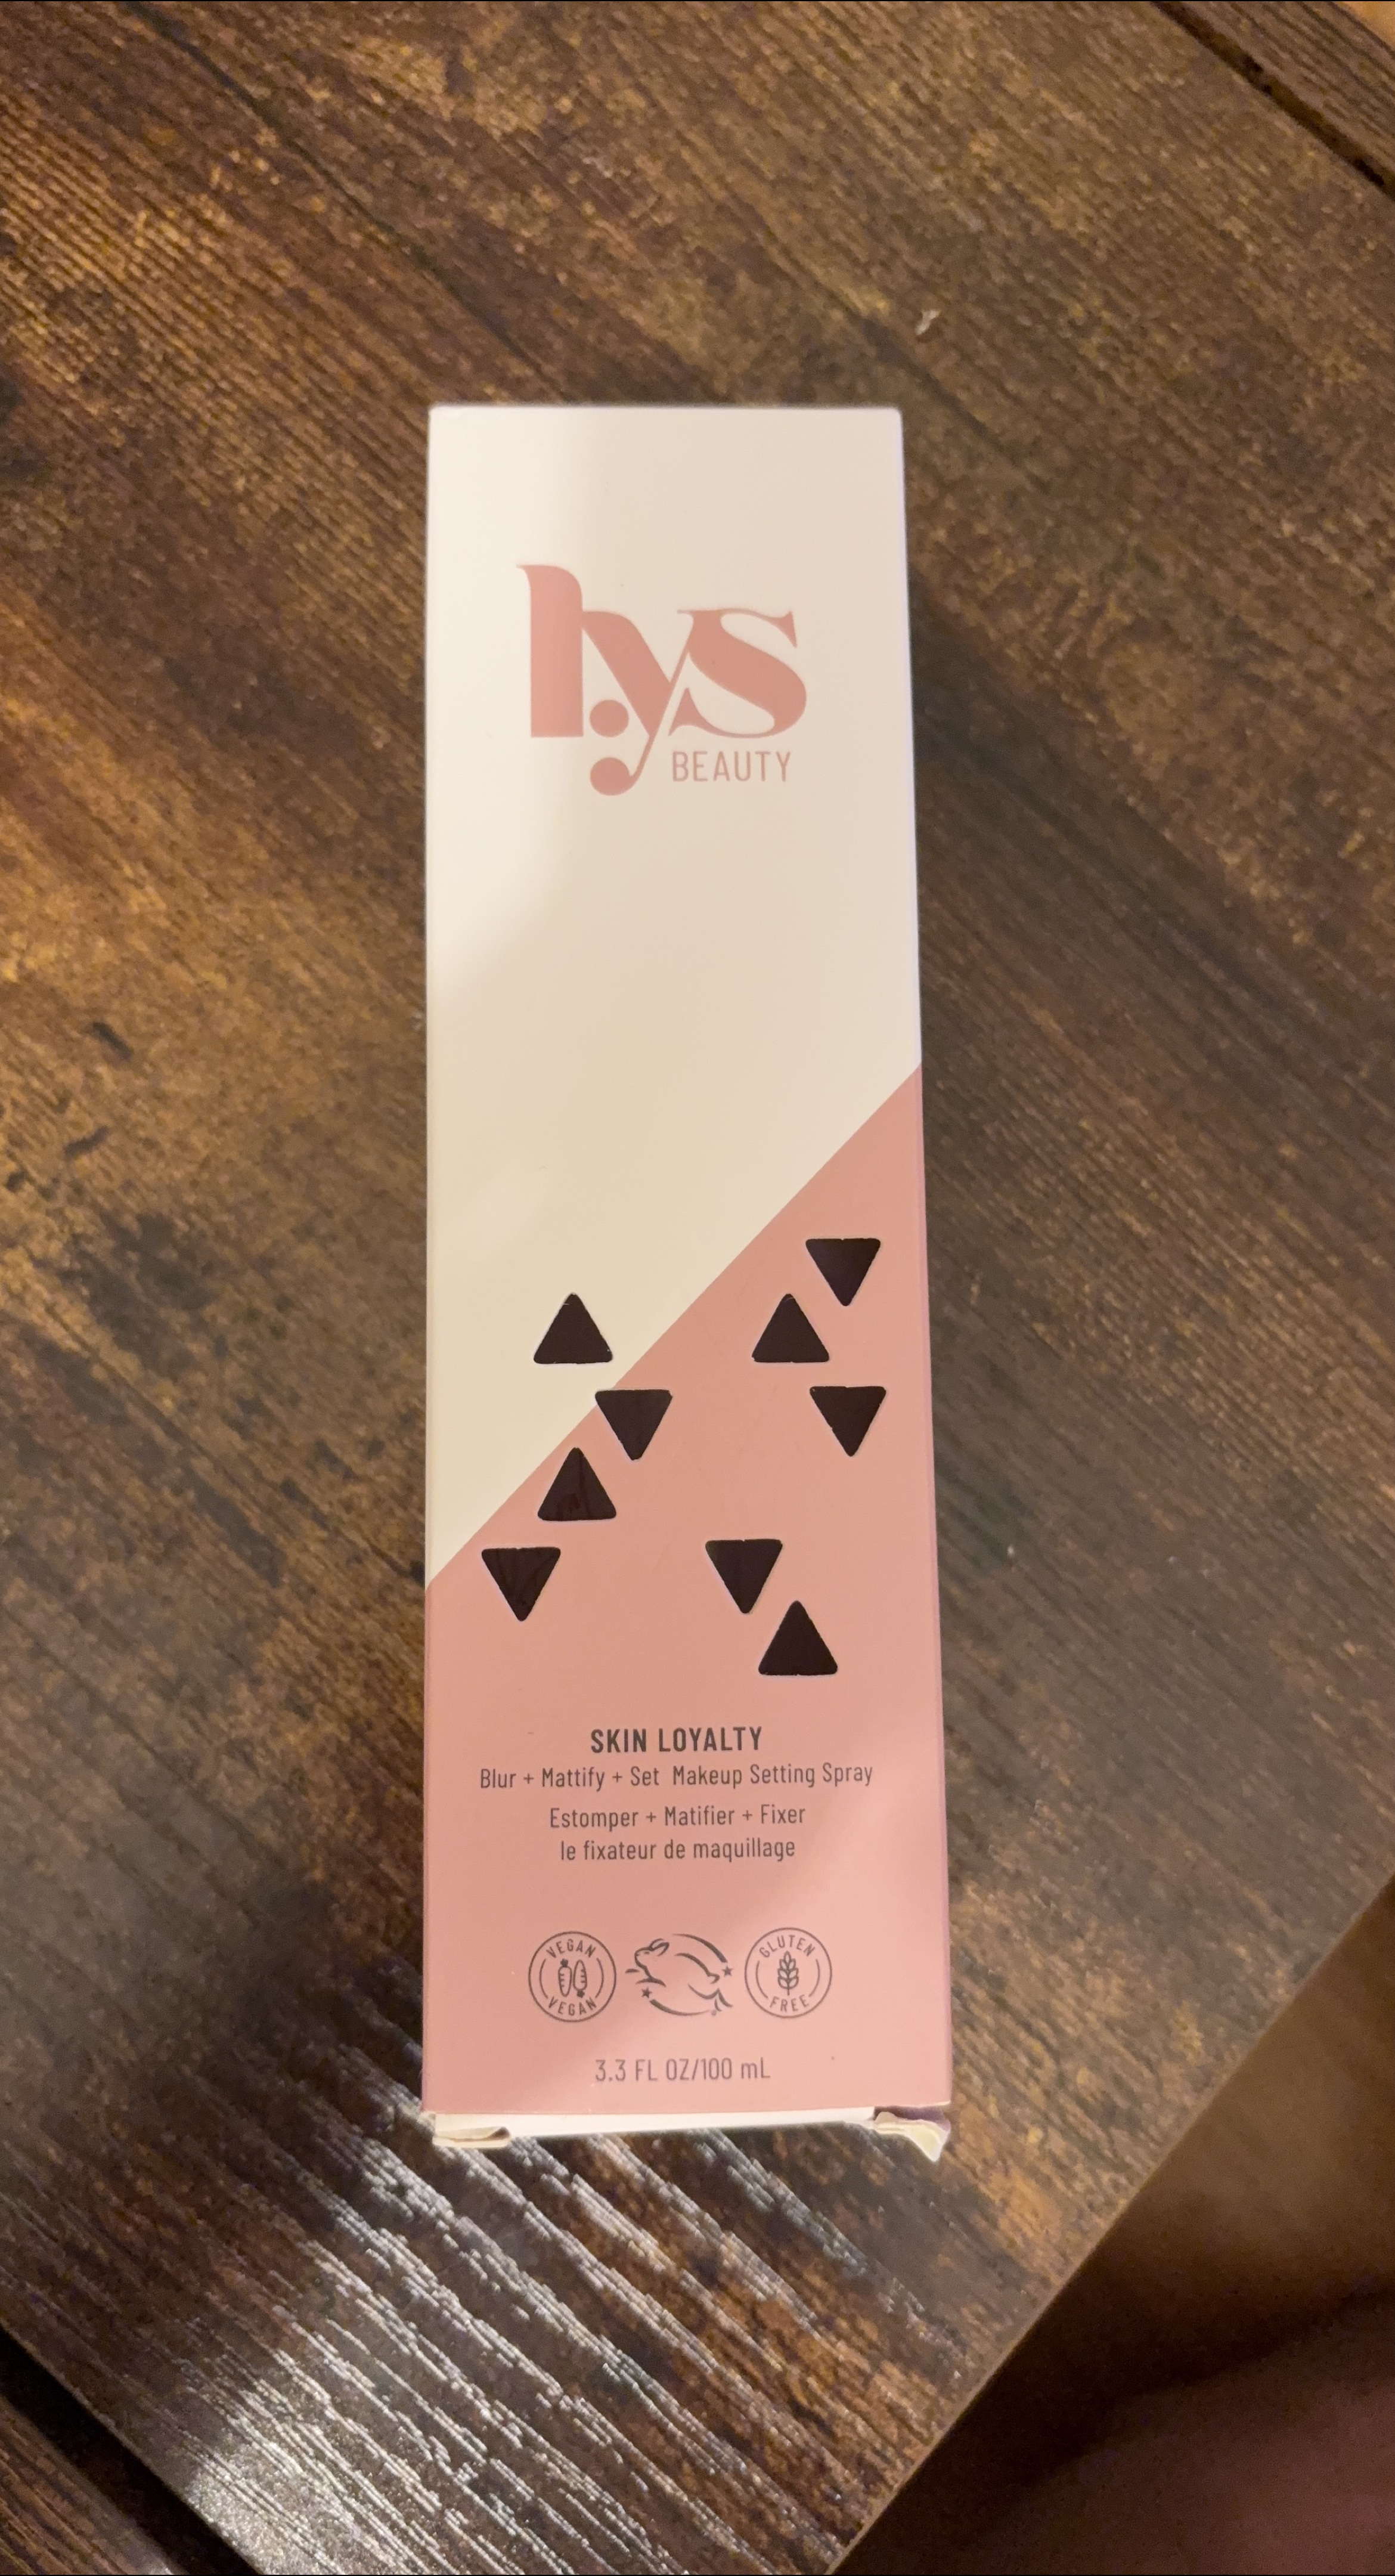 lys
BEAUTY
SKIN LOYALTY
Blur + Mattify + Set Makeup Setting Spray
Estomper + Matifier + Fixer
le fixateur de maquillage
VEGAN
VEGAN
GLUTEN
FREE
3.3 FL OZ/100 mL